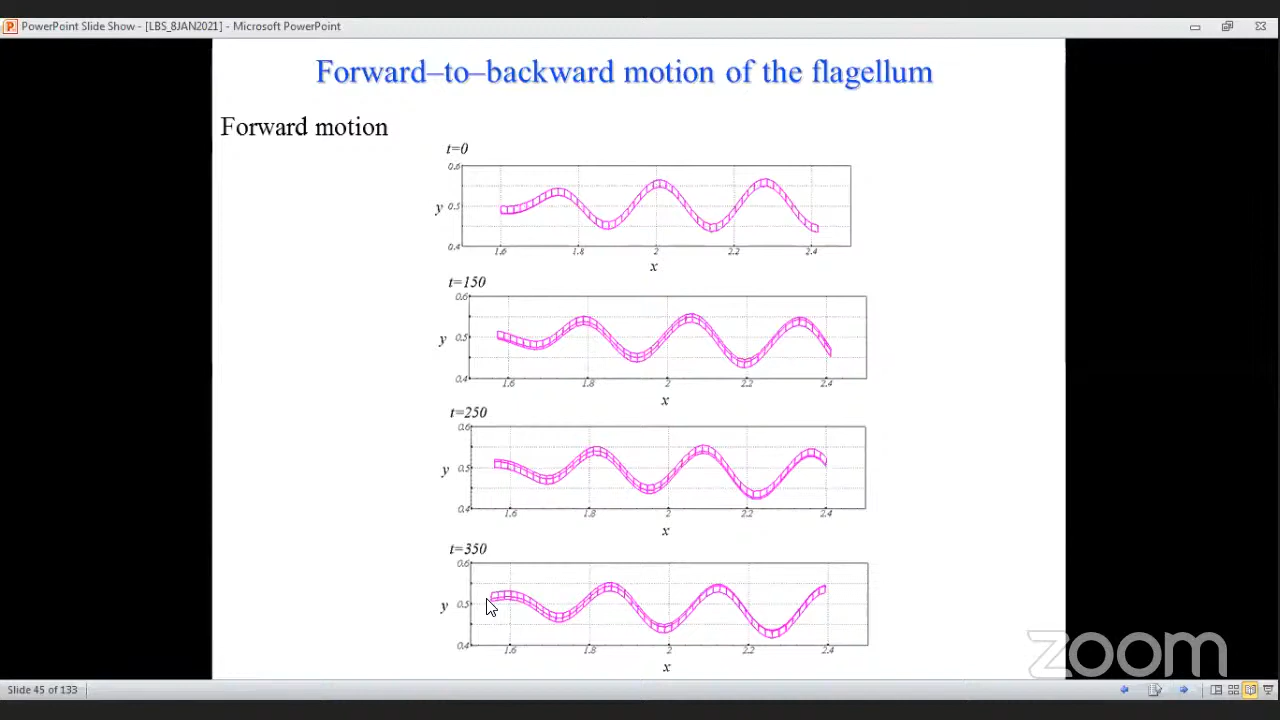 PowerPoint Slide Show - [LBS_8JAN2021] - Microsoft PowerPoint
Forward–to–backward motion of the flagellum
Forward motion
t=0
0.6
y 0.5
0.4
1.6 1.8 2 2.2 2.4
x
t=150
0.6
y 0.5
0.4
1.6 1.8 2 2.2 2.4
x
t=250
0.6
y 0.5
0.4
1.6 1.8 2 2.2 2.4
x
t=350
0.6
y 0.5
0.4
1.6 1.8 2 2.2 2.4
x
zoom
Slide 45 of 133